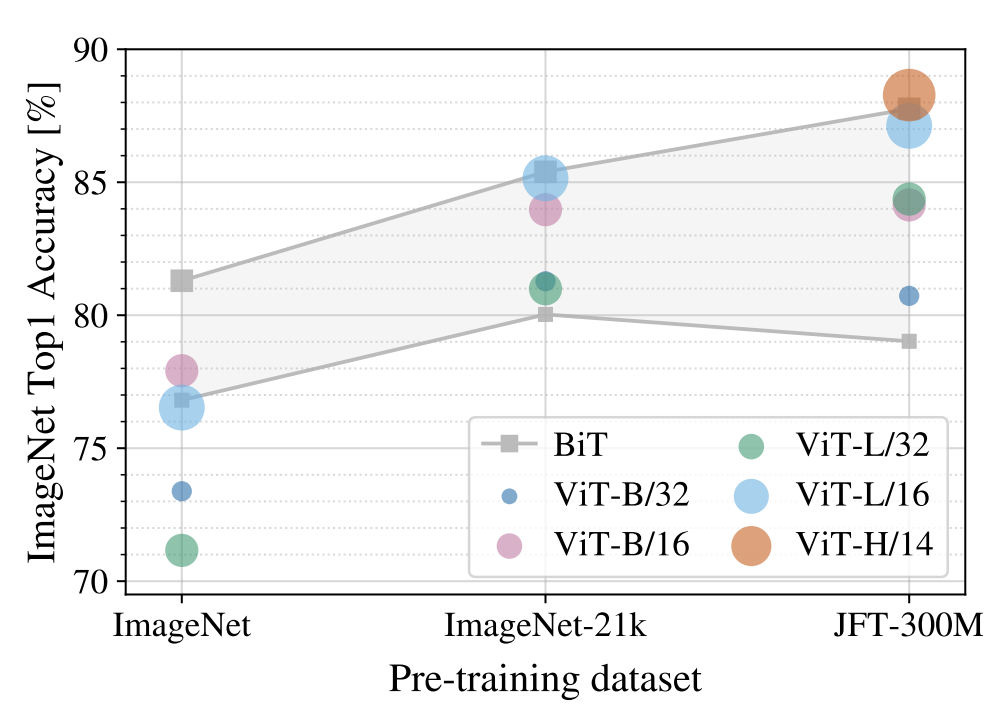 ImageNet Top1 Accuracy [%]
90
85
80
75
70
BiT
ViT-B/32
ViT-B/16
ViT-L/32
ViT-L/16
ViT-H/14
ImageNet
ImageNet-21k
JFT-300M
Pre-training dataset